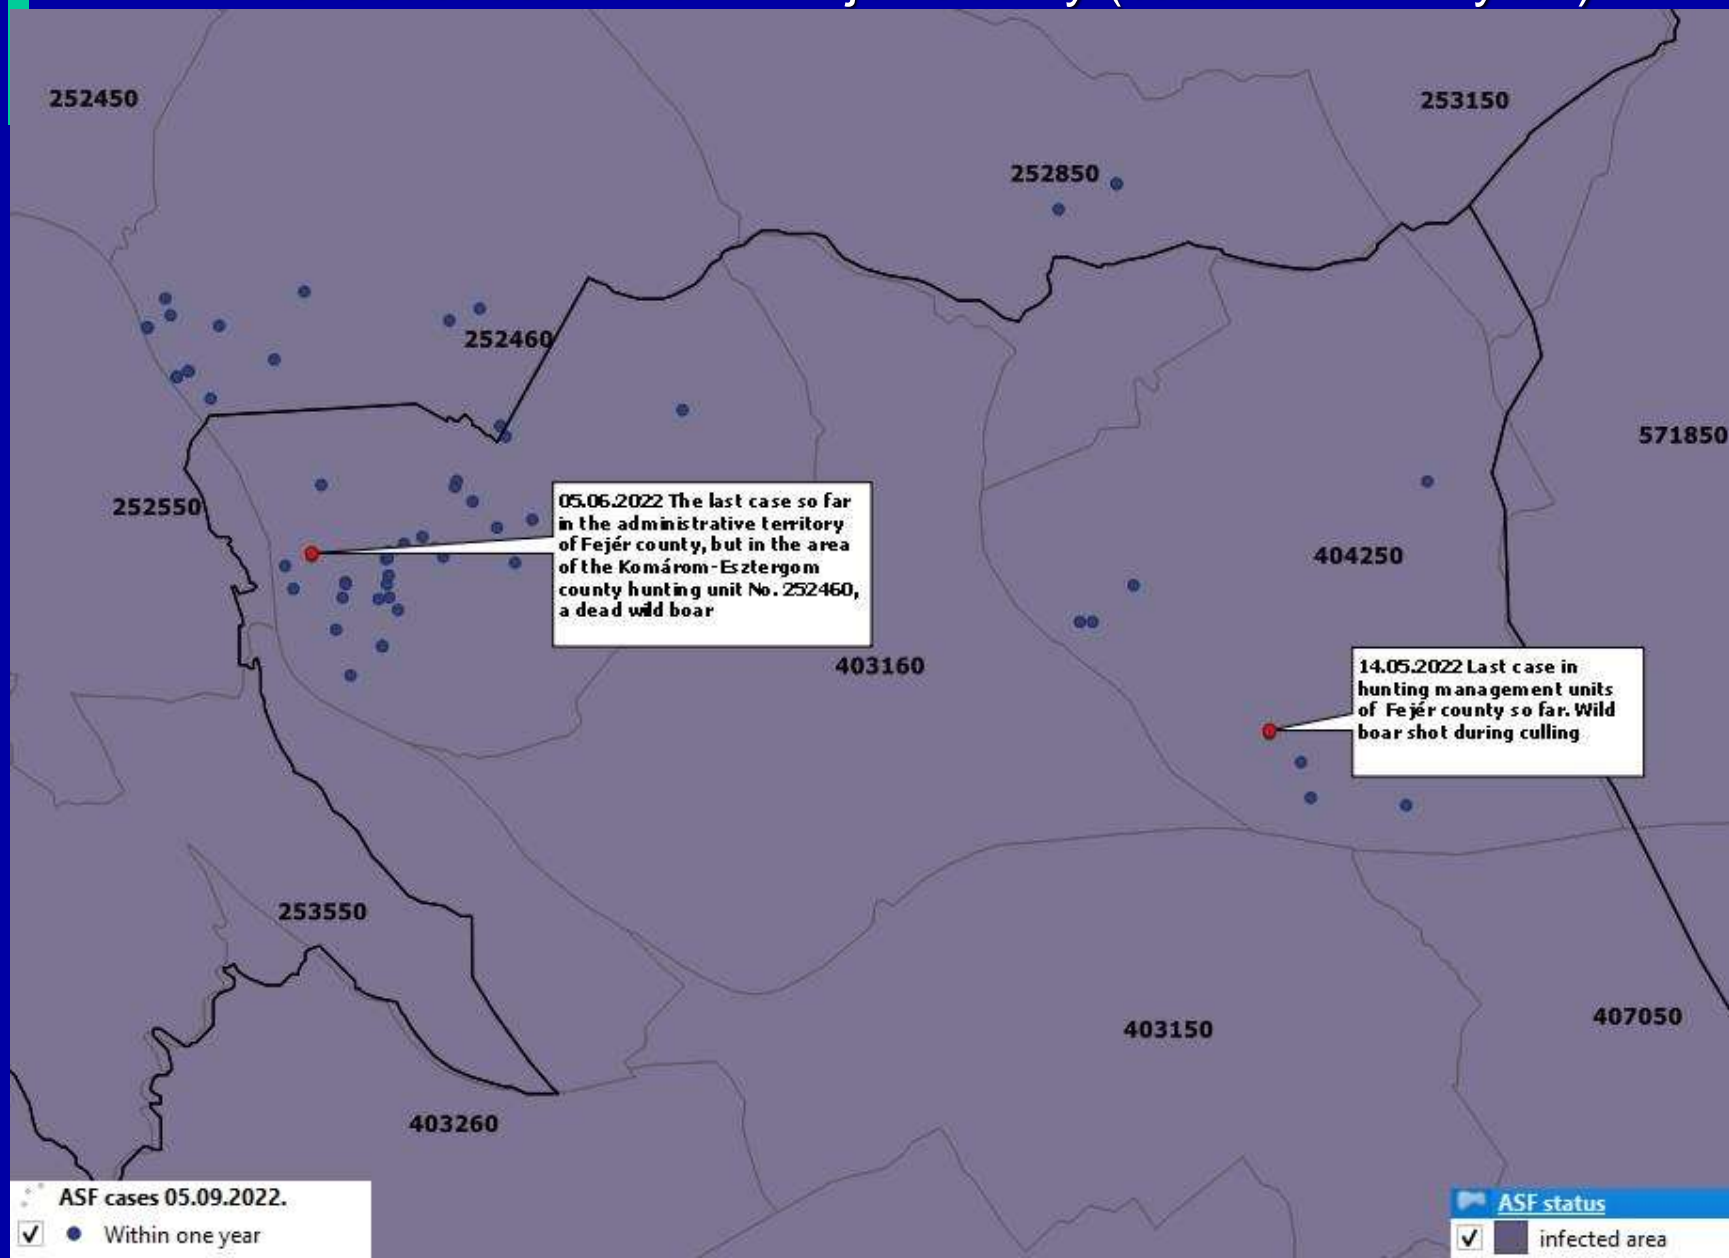 252450
253150
252850
252460
571850
252550
05.06.2022 The last case so far
in the administrative territory
of Fejér county, but in the area
of the Komárom-Esztergom
county hunting unit No. 252460,
a dead wild boar
404250
403160
14.05.2022 Last case in
hunting management units
of Fejér county so far. Wild
boar shot during culling
253550
403150
407050
403260
ASF cases 05.09.2022.
Within one year
ASF status
infected area